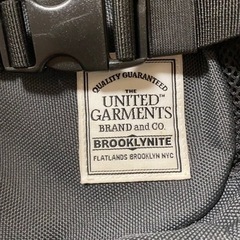 QUALITY GUARANTEED
THE
UNITED
GARMENTS
BRAND and CO.
BROOKLYNITE
FLATLANDS BROOKLYN NYC